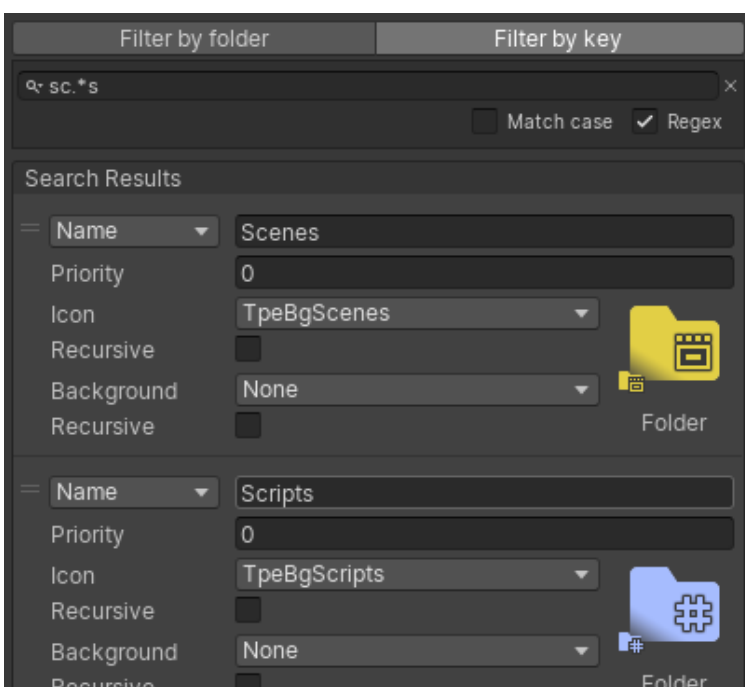 Filter by folder Filter by key
sc.*s ×
Match case Regex
Search Results
Name Scenes
Priority 0
Icon TpeBgScenes
Recursive
Background None
Recursive Folder
Name Scripts
Priority 0
Icon TpeBgScripts
Recursive
Background None
Recursive Folder